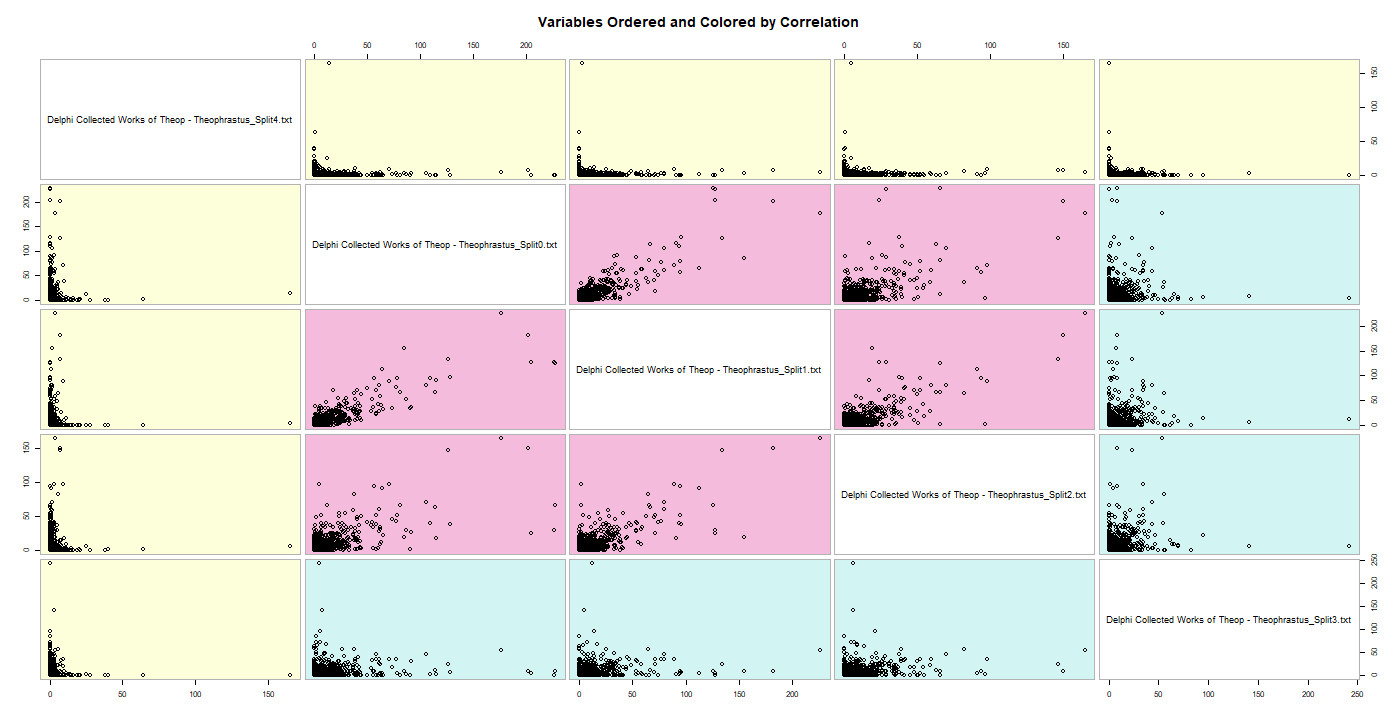 Variables Ordered and Colored by Correlation
0 50 100 150 200
0 50 100 150
Delphi Collected Works of Theop - Theophrastus_Split4.txt
0 50 100 150
0 50 100 150 200
Delphi Collected Works of Theop - Theophrastus_Split0.txt
Delphi Collected Works of Theop - Theophrastus_Split1.txt
0 50 100 150 200
0 50 100 150
Delphi Collected Works of Theop - Theophrastus_Split2.txt
Delphi Collected Works of Theop - Theophrastus_Split3.txt
0 50 100 150 200 250
0 50 100 150
0 50 100 150 200
0 50 100 150 200 250